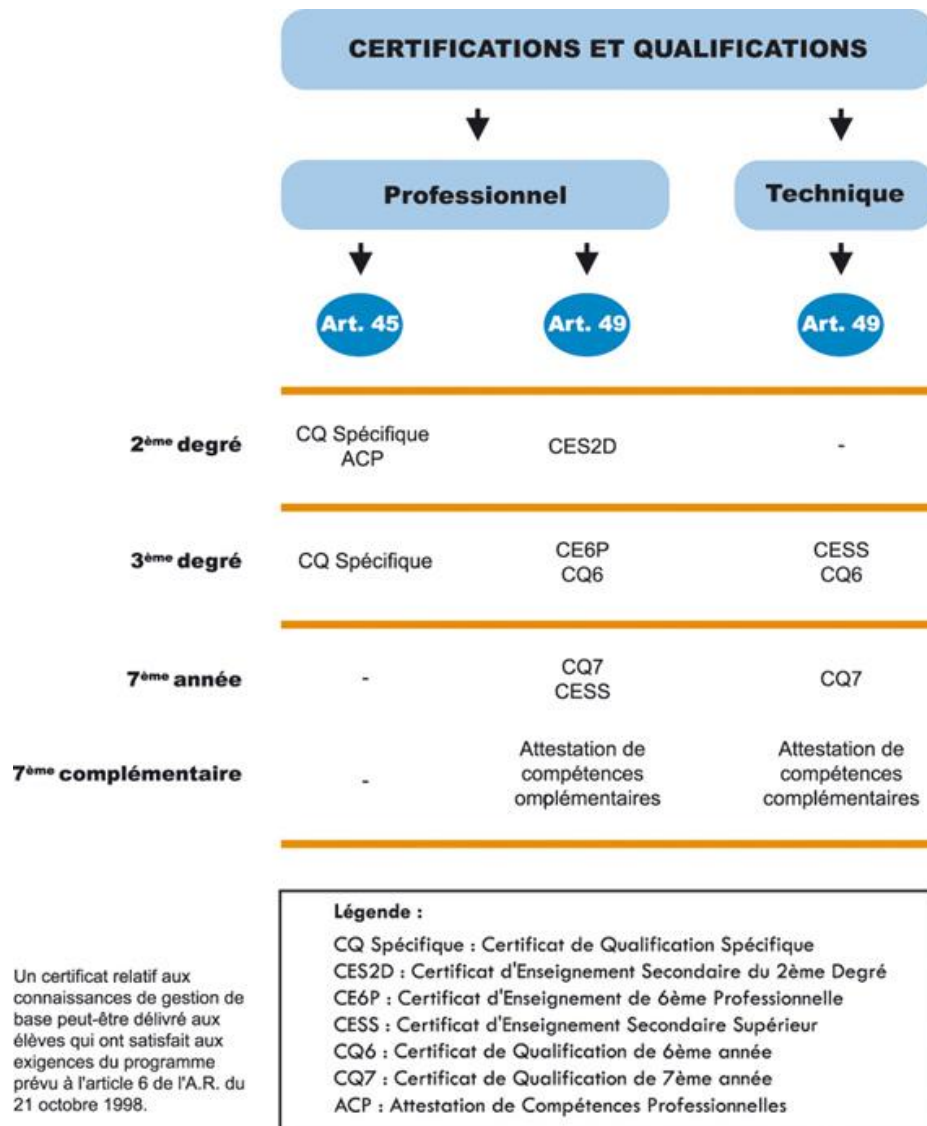 CERTIFICATIONS ET QUALIFICATIONS
Professionnel
Technique
Art. 45
Art. 49
Art. 49
2ème degré
CQ Spécifique
ACP
CES2D
-
3ème degré
CQ Spécifique
CE6P
CQ6
CESS
CQ6
7ème année
-
CQ7
CESS
CQ7
7ème complémentaire
-
Attestation de
compétences
omplémentaires
Attestation de
compétences
complémentaires
Un certificat relatif aux
connaissances de gestion de
base peut-être délivré aux
élèves qui ont satisfait aux
exigences du programme
prévu à l'article 6 de l'A.R. du
21 octobre 1998.
Légende :
CQ Spécifique : Certificat de Qualification Spécifique
CES2D : Certificat d'Enseignement Secondaire du 2ème Degré
CE6P : Certificat d'Enseignement de 6ème Professionnelle
CESS : Certificat d'Enseignement Secondaire Supérieur
CQ6 : Certificat de Qualification de 6ème année
CQ7 : Certificat de Qualification de 7ème année
ACP : Attestation de Compétences Professionnelles